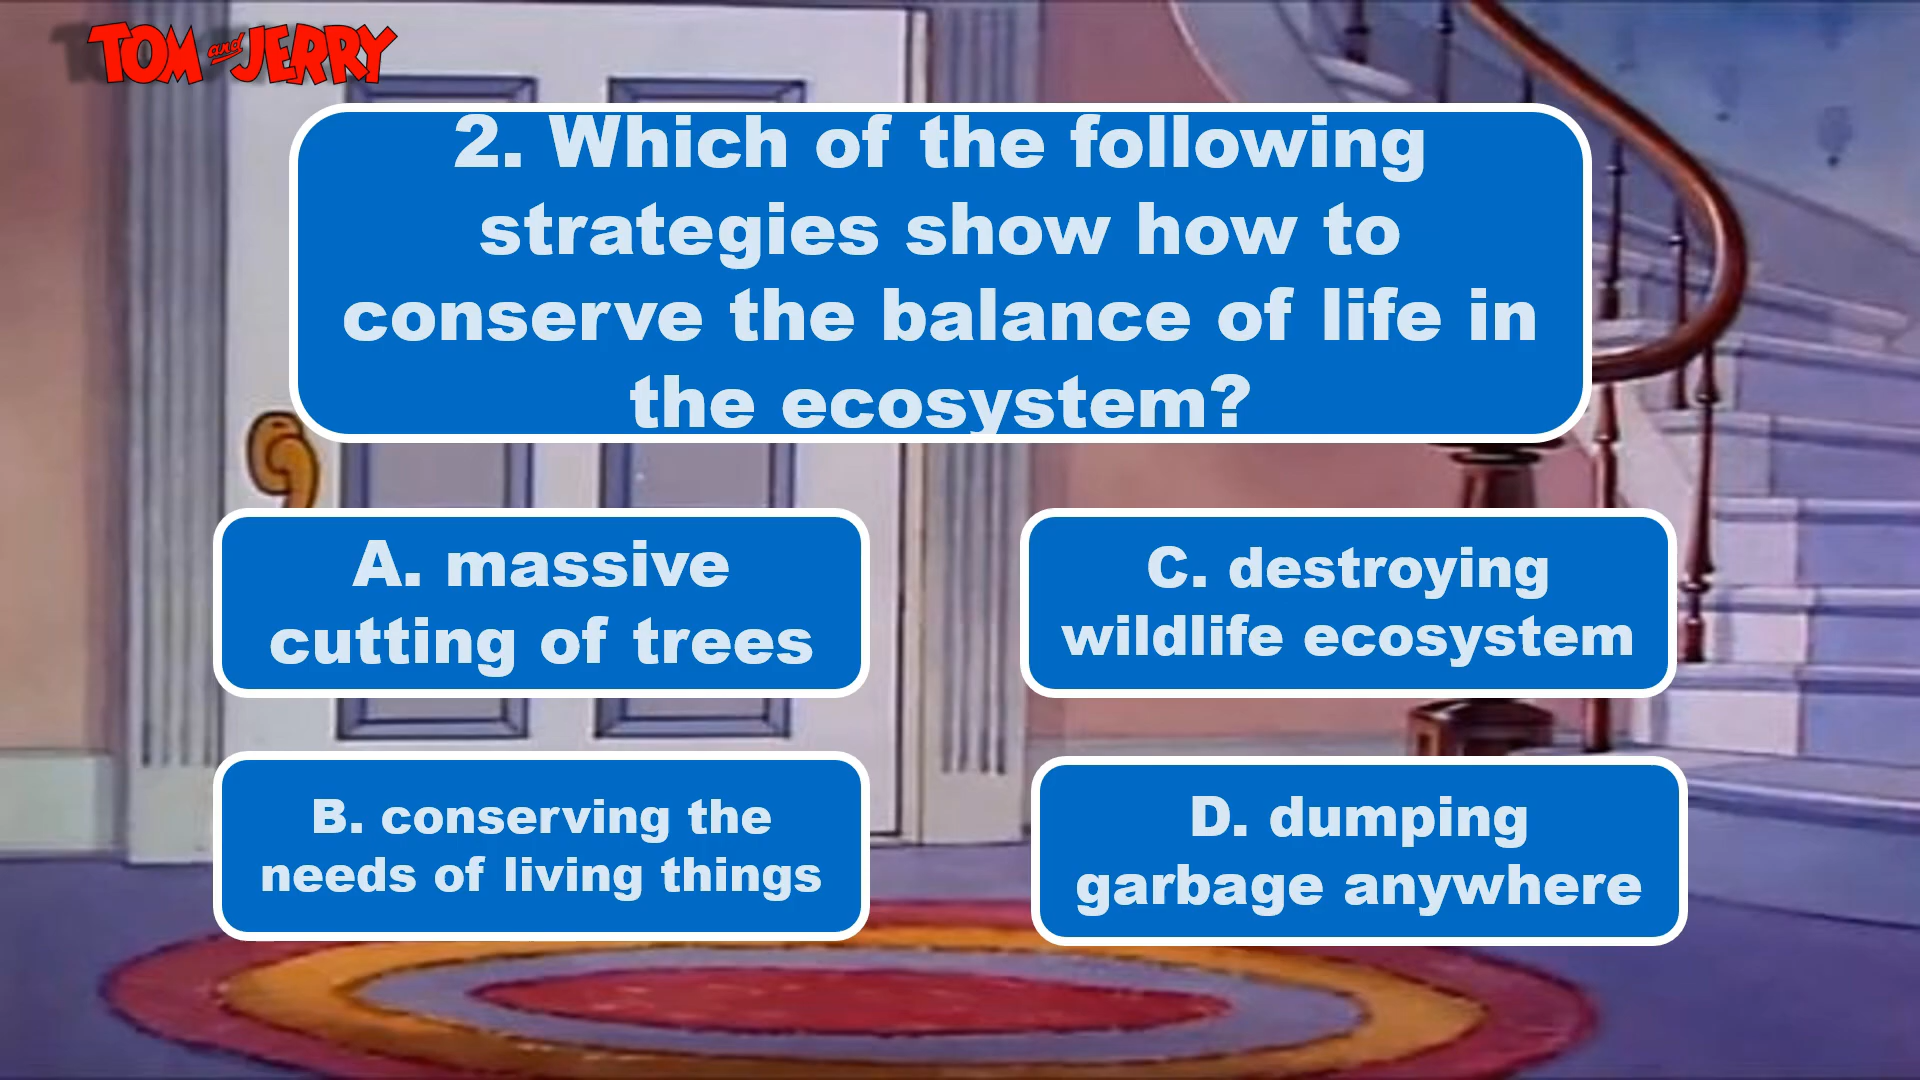 TOM and JERRY
2. Which of the following
strategies show how to
conserve the balance of life in
the ecosystem?
A. massive
cutting of trees
C. destroying
wildlife ecosystem
B. conserving the
needs of living things
D. dumping
garbage anywhere